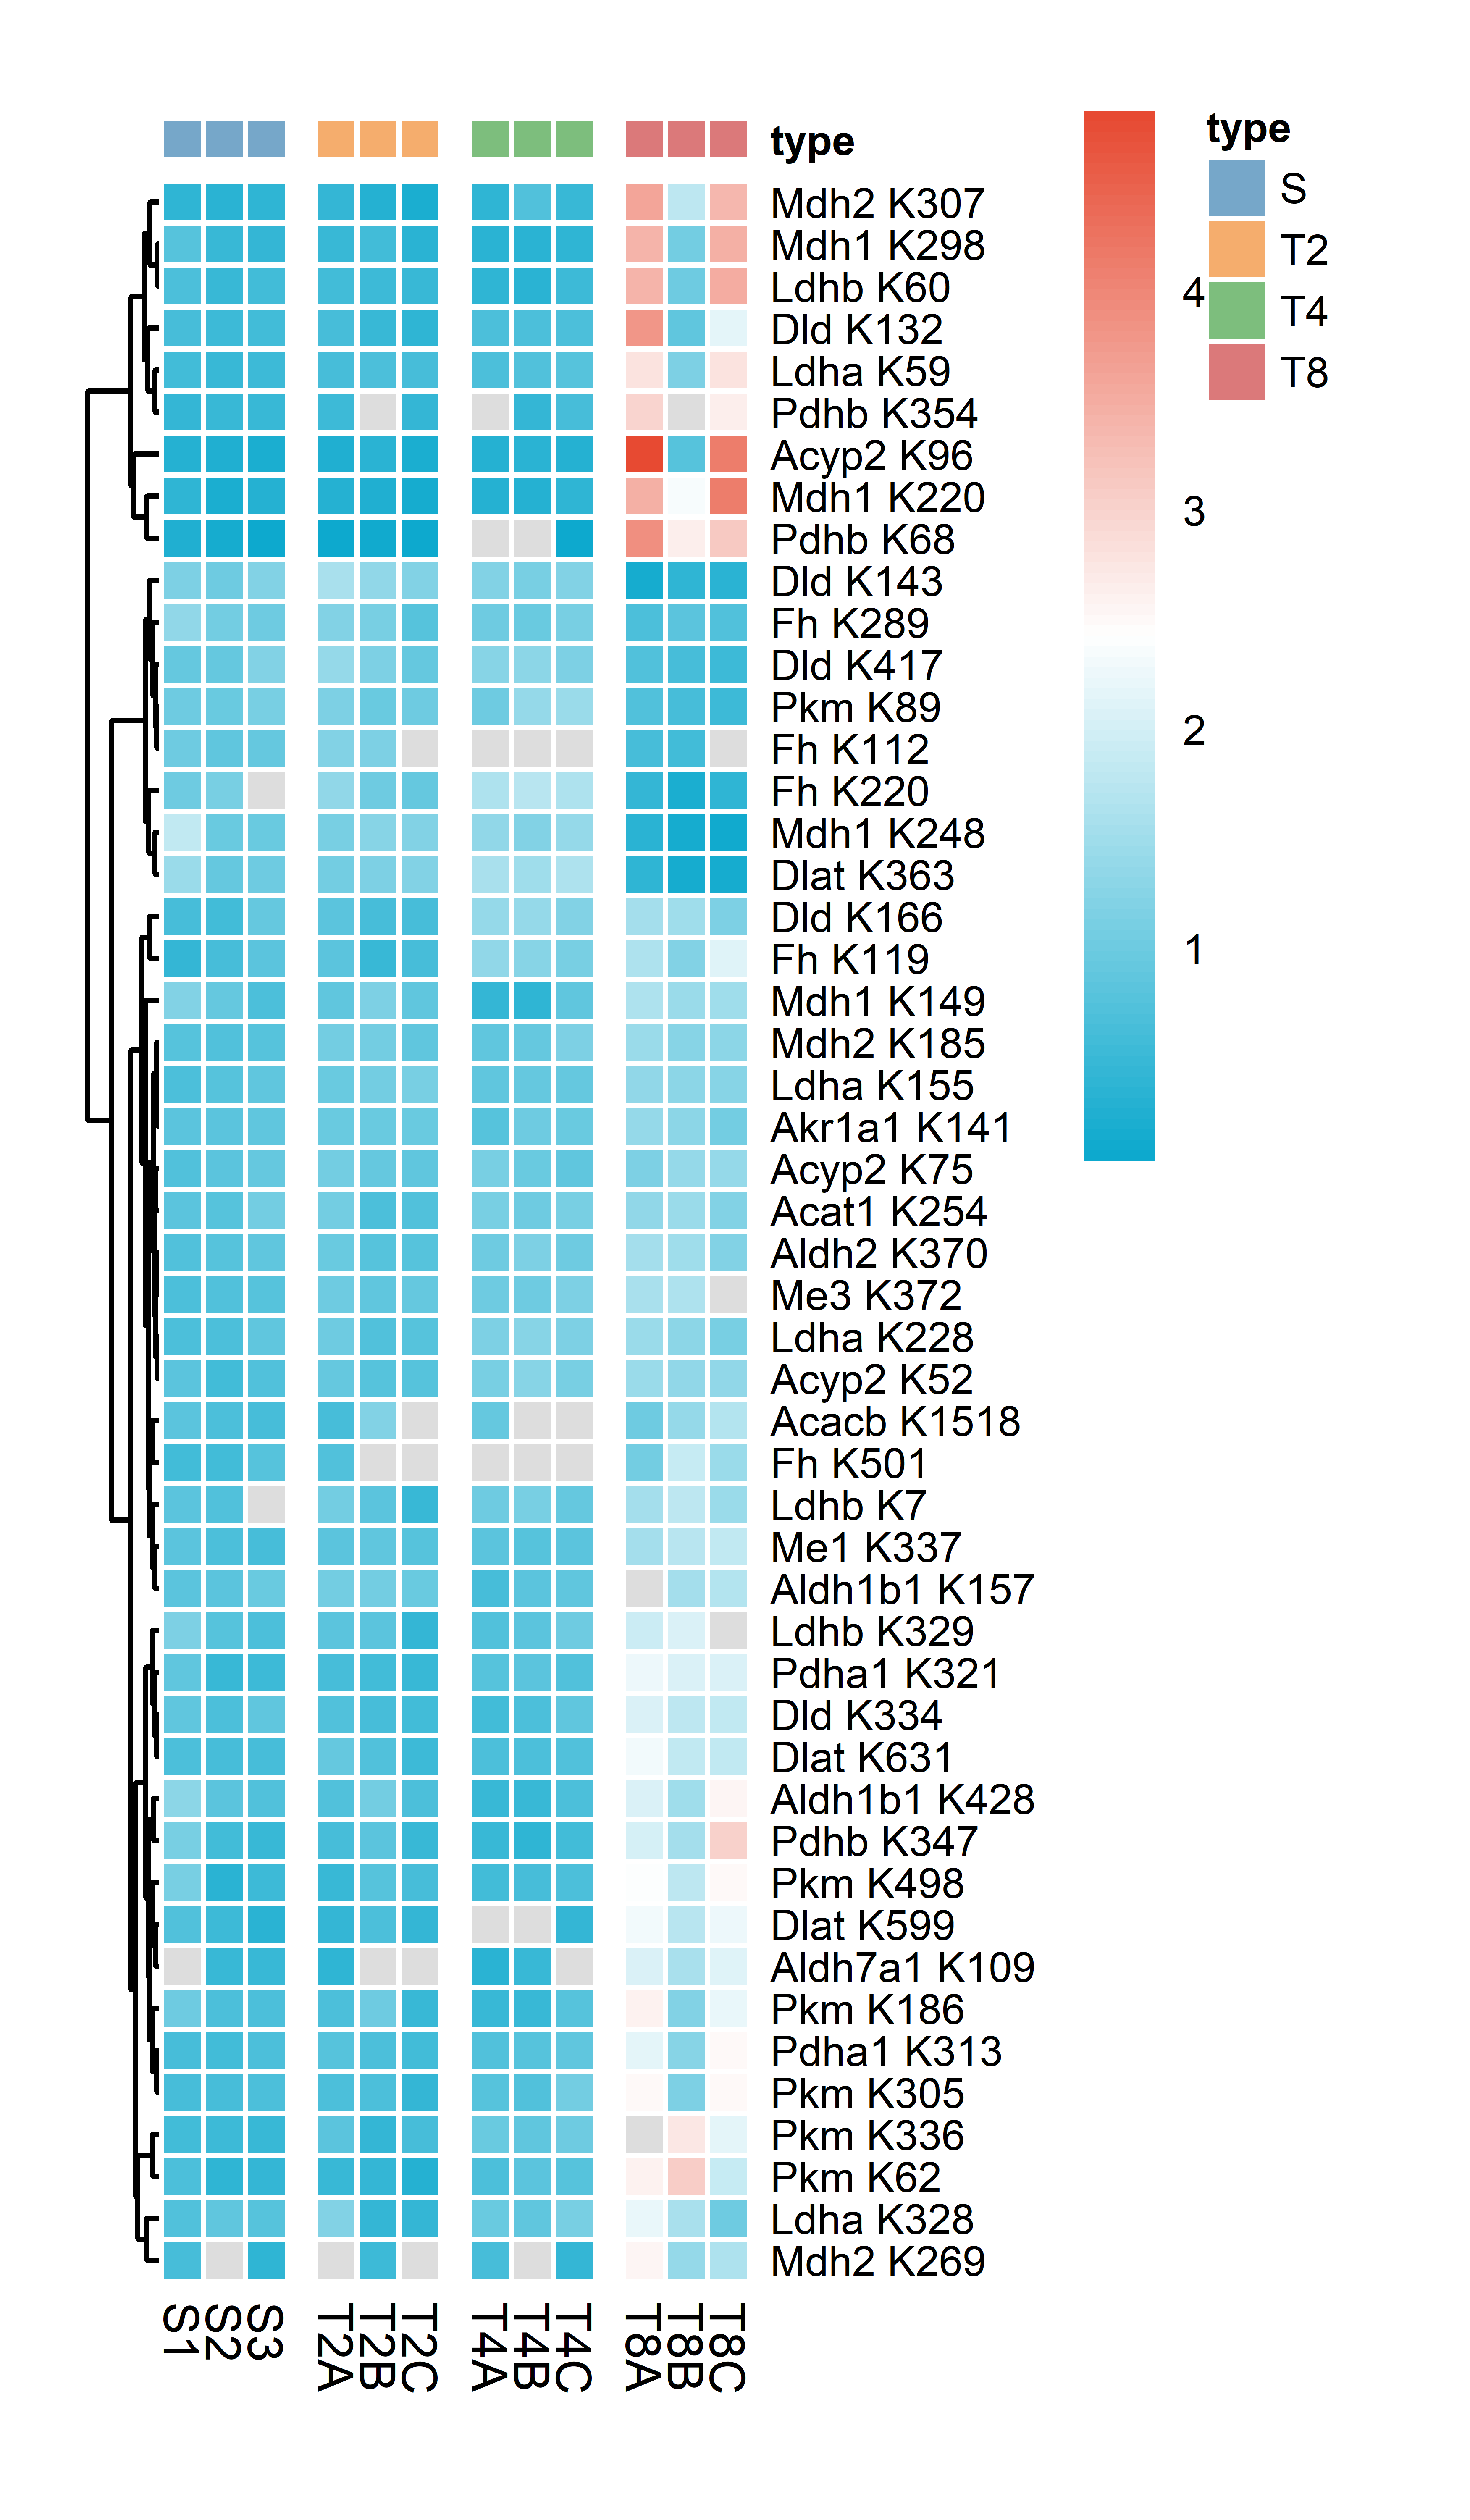 type
Mdh2 K307
Mdh1 K298
Ldhb K60
Dld K132
Ldha K59
Pdhb K354
Acyp2 K96
Mdh1 K220
Pdhb K68
Dld K143
Fh K289
Dld K417
Pkm K89
Fh K112
Fh K220
Mdh1 K248
Dlat K363
Dld K166
Fh K119
Mdh1 K149
Mdh2 K185
Ldha K155
Akr1a1 K141
Acyp2 K75
Acat1 K254
Aldh2 K370
Me3 K372
Ldha K228
Acyp2 K52
Acacb K1518
Fh K501
Ldhb K7
Me1 K337
Aldh1b1 K157
Ldhb K329
Pdha1 K321
Dld K334
Dlat K631
Aldh1b1 K428
Pdhb K347
Pkm K498
Dlat K599
Aldh7a1 K109
Pkm K186
Pdha1 K313
Pkm K305
Pkm K336
Pkm K62
Ldha K328
Mdh2 K269
S1
S2
S3
T2A
T2B
T2C
T4A
T4B
T4C
T8A
T8B
T8C
4
3
2
1
type
S
T2
T4
T8